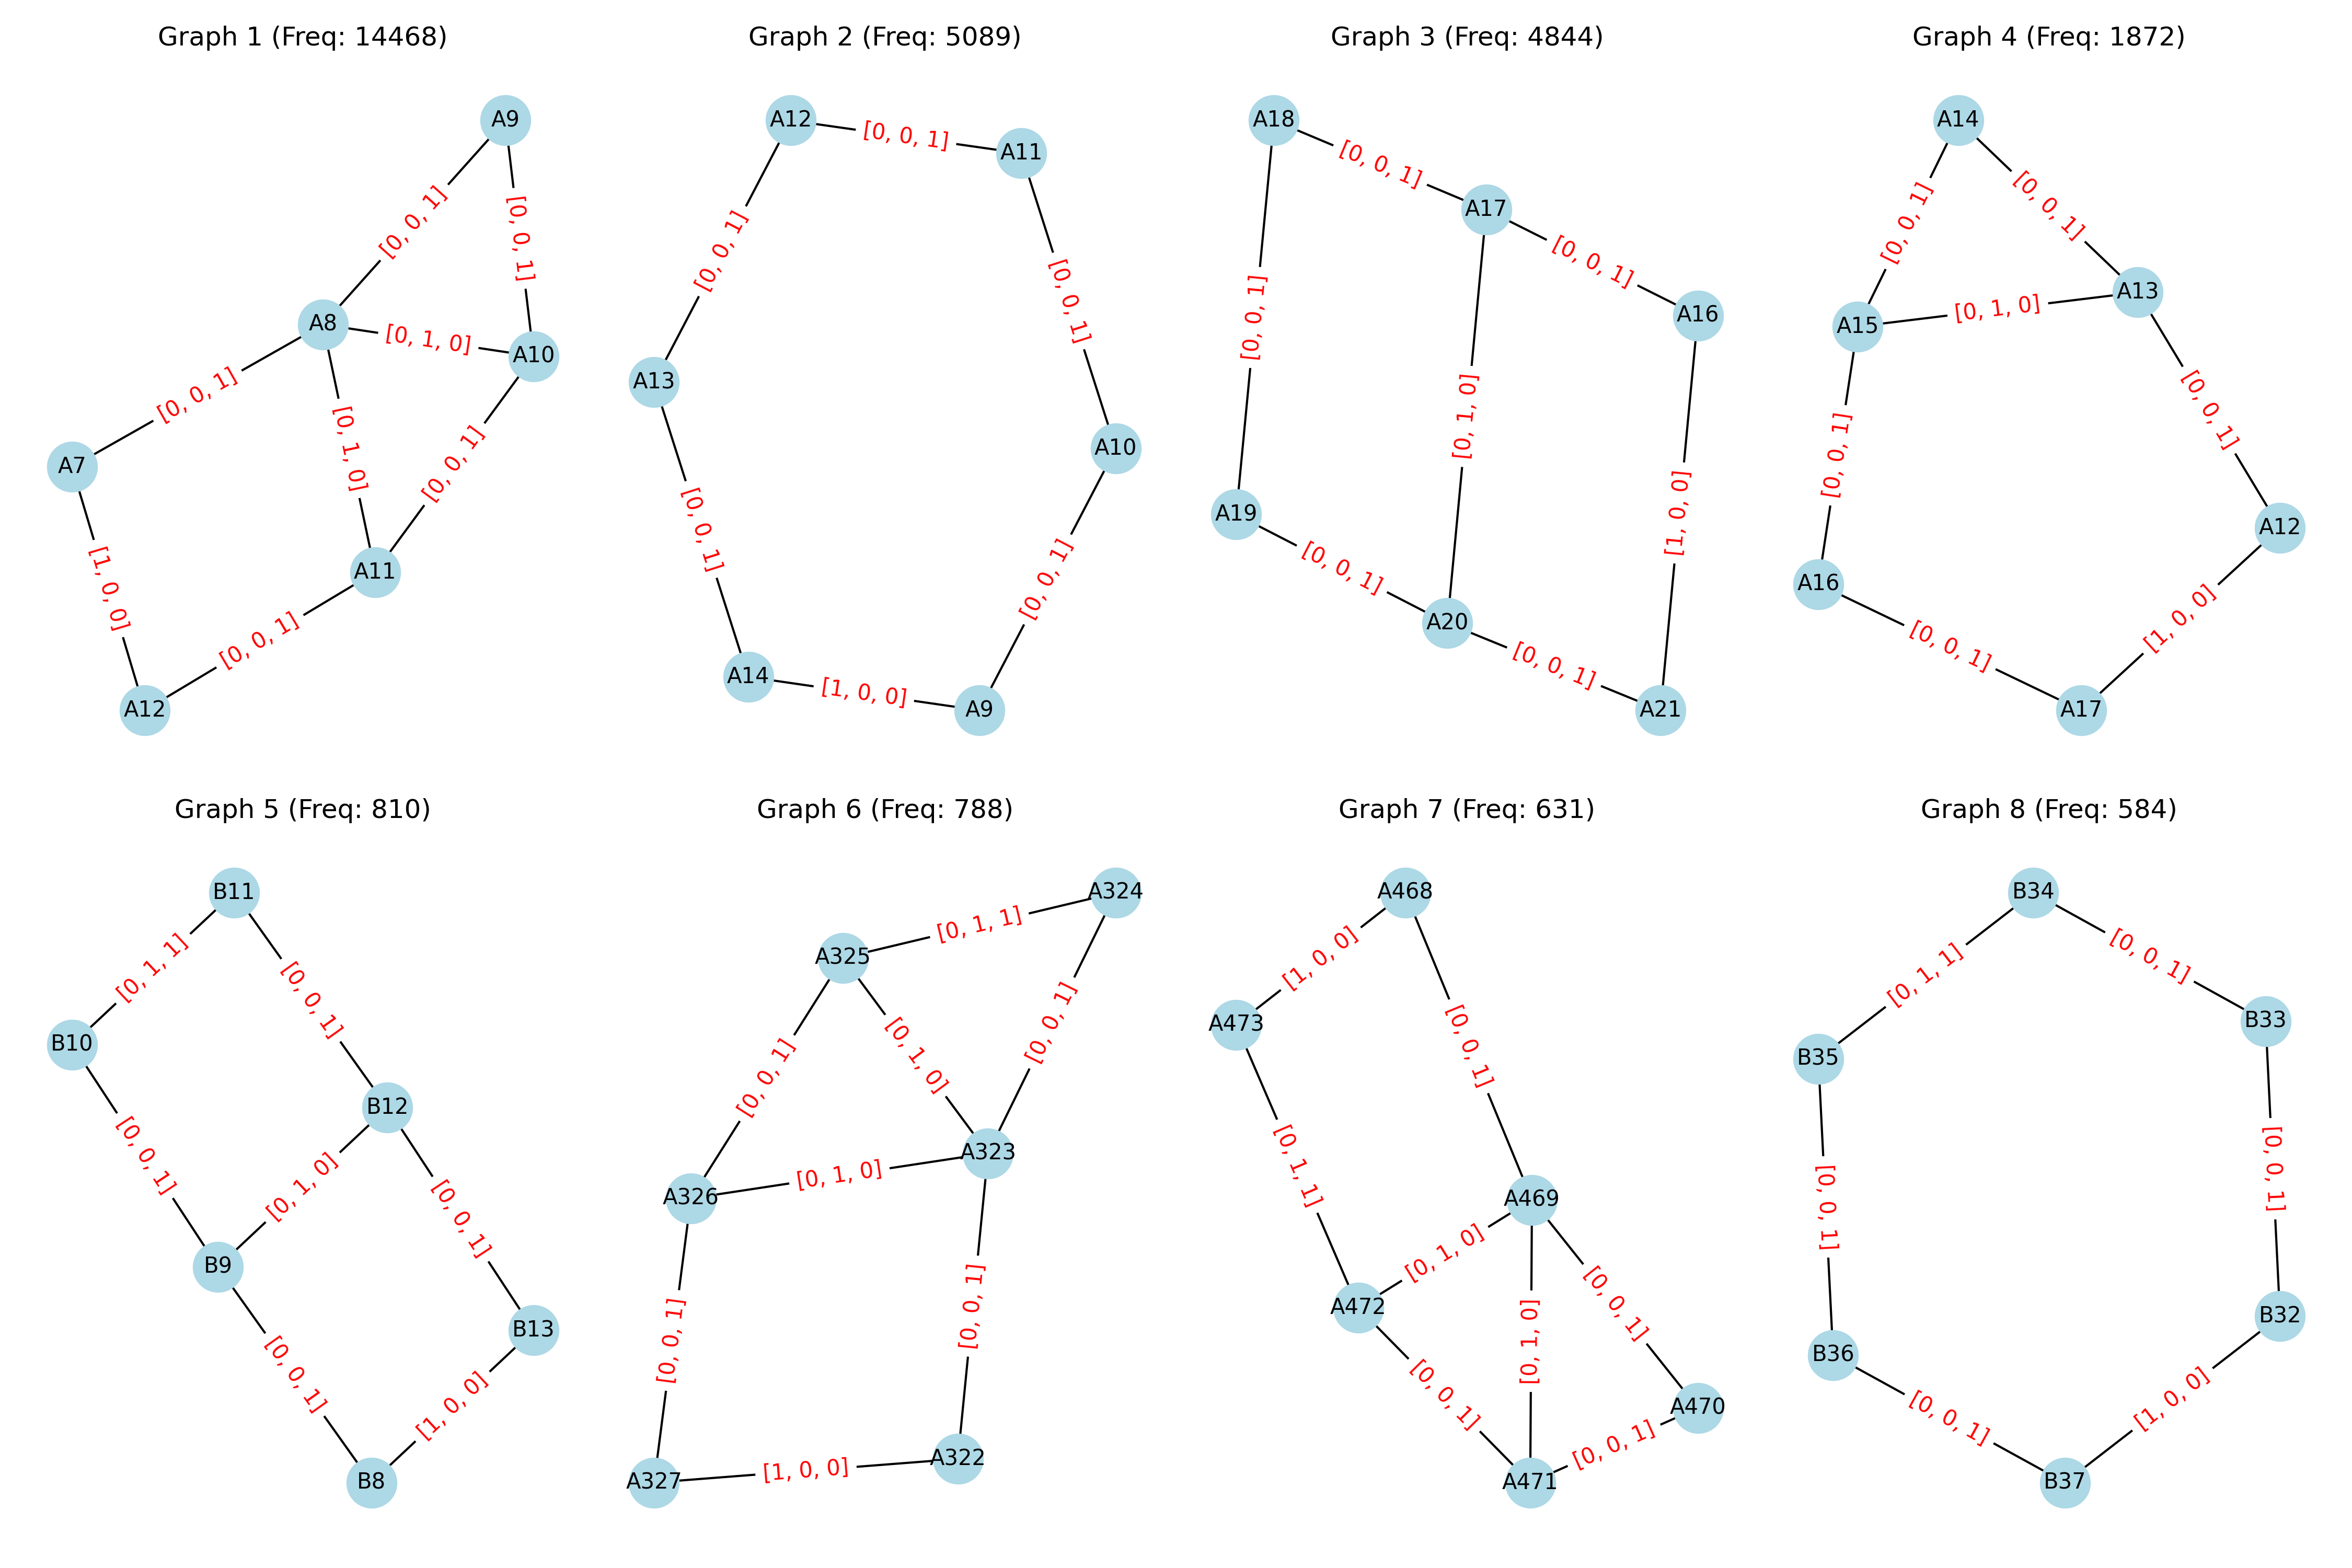 Graph 1 (Freq: 14468)
A9
[0, 0, 1]
[0, 0, 1]
A8
[0, 1, 0]
A10
[0, 0, 1]
[0, 1, 0]
[0, 0, 1]
A7
[1, 0, 0]
A11
[0, 0, 1]
A12
Graph 2 (Freq: 5089)
A12
[0, 0, 1]
A11
[0, 0, 1]
[0, 0, 1]
A13
A10
[0, 0, 1]
[0, 0, 1]
A14
[1, 0, 0]
A9
Graph 3 (Freq: 4844)
A18
[0, 0, 1]
A17
[0, 0, 1]
A16
[0, 0, 1]
[0, 1, 0]
[1, 0, 0]
A19
[0, 0, 1]
A20
[0, 0, 1]
A21
Graph 4 (Freq: 1872)
A14
[0, 0, 1]
[0, 0, 1]
A13
[0, 1, 0]
A15
[0, 0, 1]
[0, 0, 1]
A12
A16
[0, 0, 1]
[1, 0, 0]
A17
Graph 5 (Freq: 810)
B11
[0, 1, 1]
[0, 0, 1]
B10
B12
[0, 0, 1]
[0, 1, 0]
[0, 0, 1]
B9
B13
[0, 0, 1]
[1, 0, 0]
B8
Graph 6 (Freq: 788)
A324
[0, 1, 1]
A325
[0, 0, 1]
[0, 1, 0]
[0, 0, 1]
A323
[0, 1, 0]
A326
[0, 0, 1]
[0, 0, 1]
A322
[1, 0, 0]
A327
Graph 7 (Freq: 631)
A468
[1, 0, 0]
A473
[0, 0, 1]
[0, 1, 1]
A469
[0, 1, 0]
[0, 0, 1]
A472
[0, 1, 0]
[0, 0, 1]
A470
[0, 0, 1]
A471
Graph 8 (Freq: 584)
B34
[0, 0, 1]
[0, 1, 1]
B33
B35
[0, 0, 1]
[0, 0, 1]
B32
B36
[1, 0, 0]
[0, 0, 1]
B37